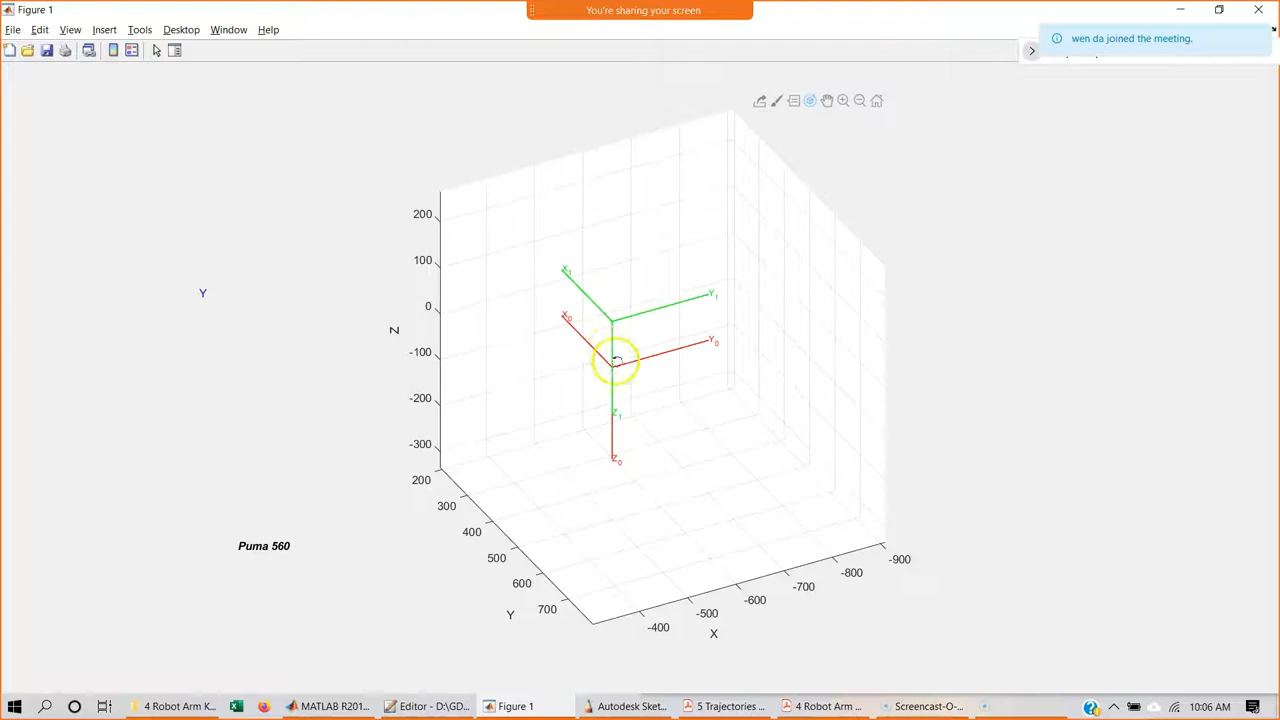 Figure 1
You're sharing your screen
File Edit View Insert Tools Desktop Window Help
wen da joined the meeting.
200
100
0
-100
-200
-300
Z
Y
X1
Y1
X0
Y0
Z1
Z0
200
300
400
500
600
700
Y
-400
-500
-600
-700
-800
-900
X
Puma 560
4 Robot Arm K...
MATLAB R201...
Editor - D:\GD...
Figure 1
Autodesk Sket...
5 Trajectories ...
4 Robot Arm ...
Screencast-O-...
10:06 AM